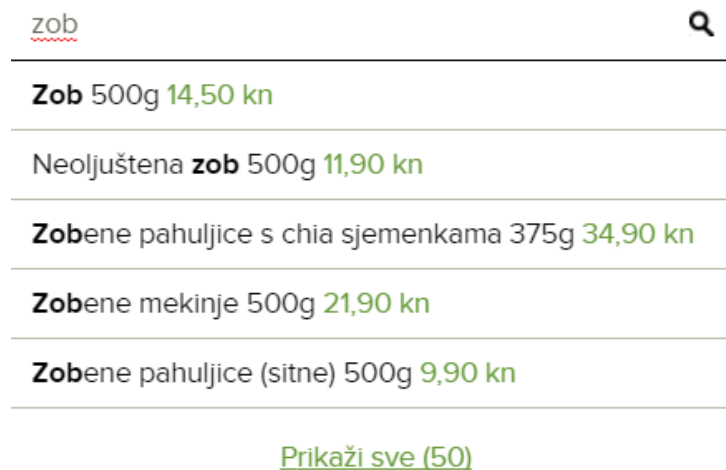 zob
Zob 500g 14,50 kn
Neoljuštena zob 500g 11,90 kn
Zobene pahuljice s chia sjemenkama 375g 34,90 kn
Zobene mekinje 500g 21,90 kn
Zobene pahuljice (sitne) 500g 9,90 kn
Prikaži sve (50)